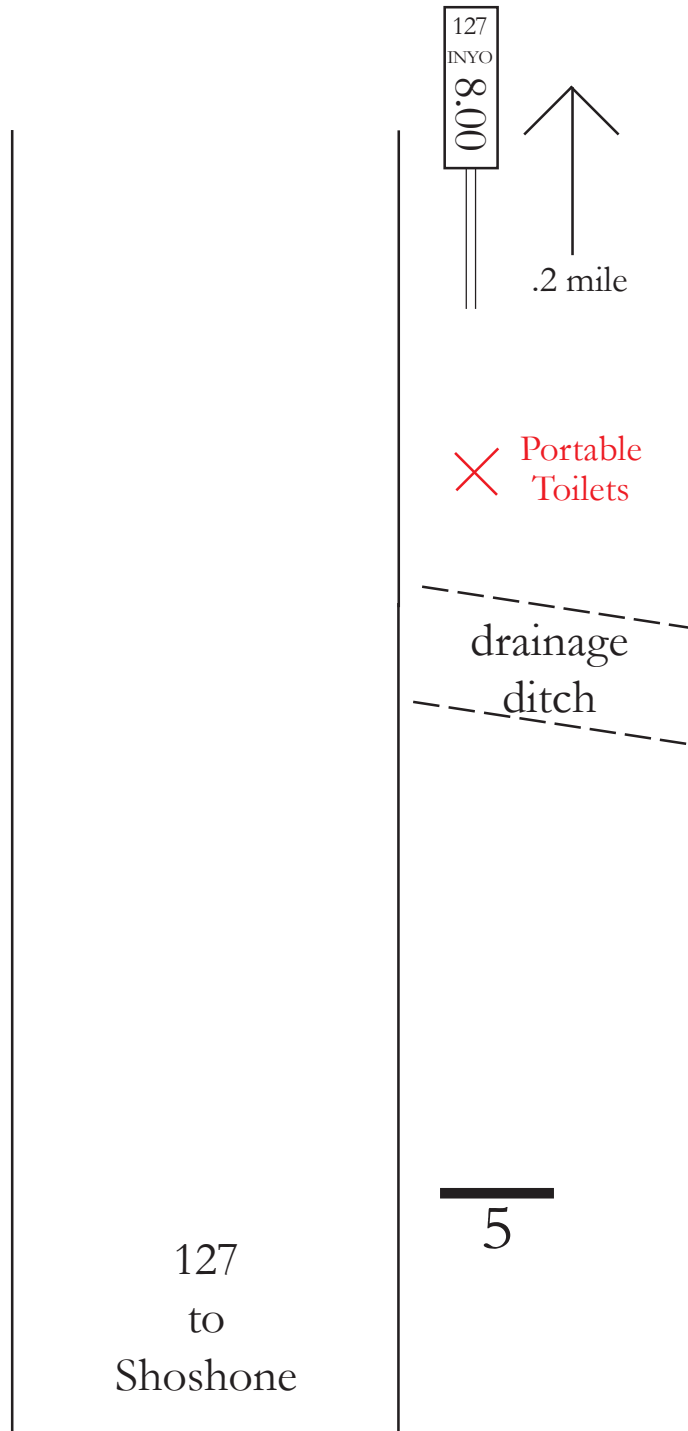 127
INYO
8.00
.2 mile
Portable
Toilets
drainage
ditch
5
127
to
Shoshone